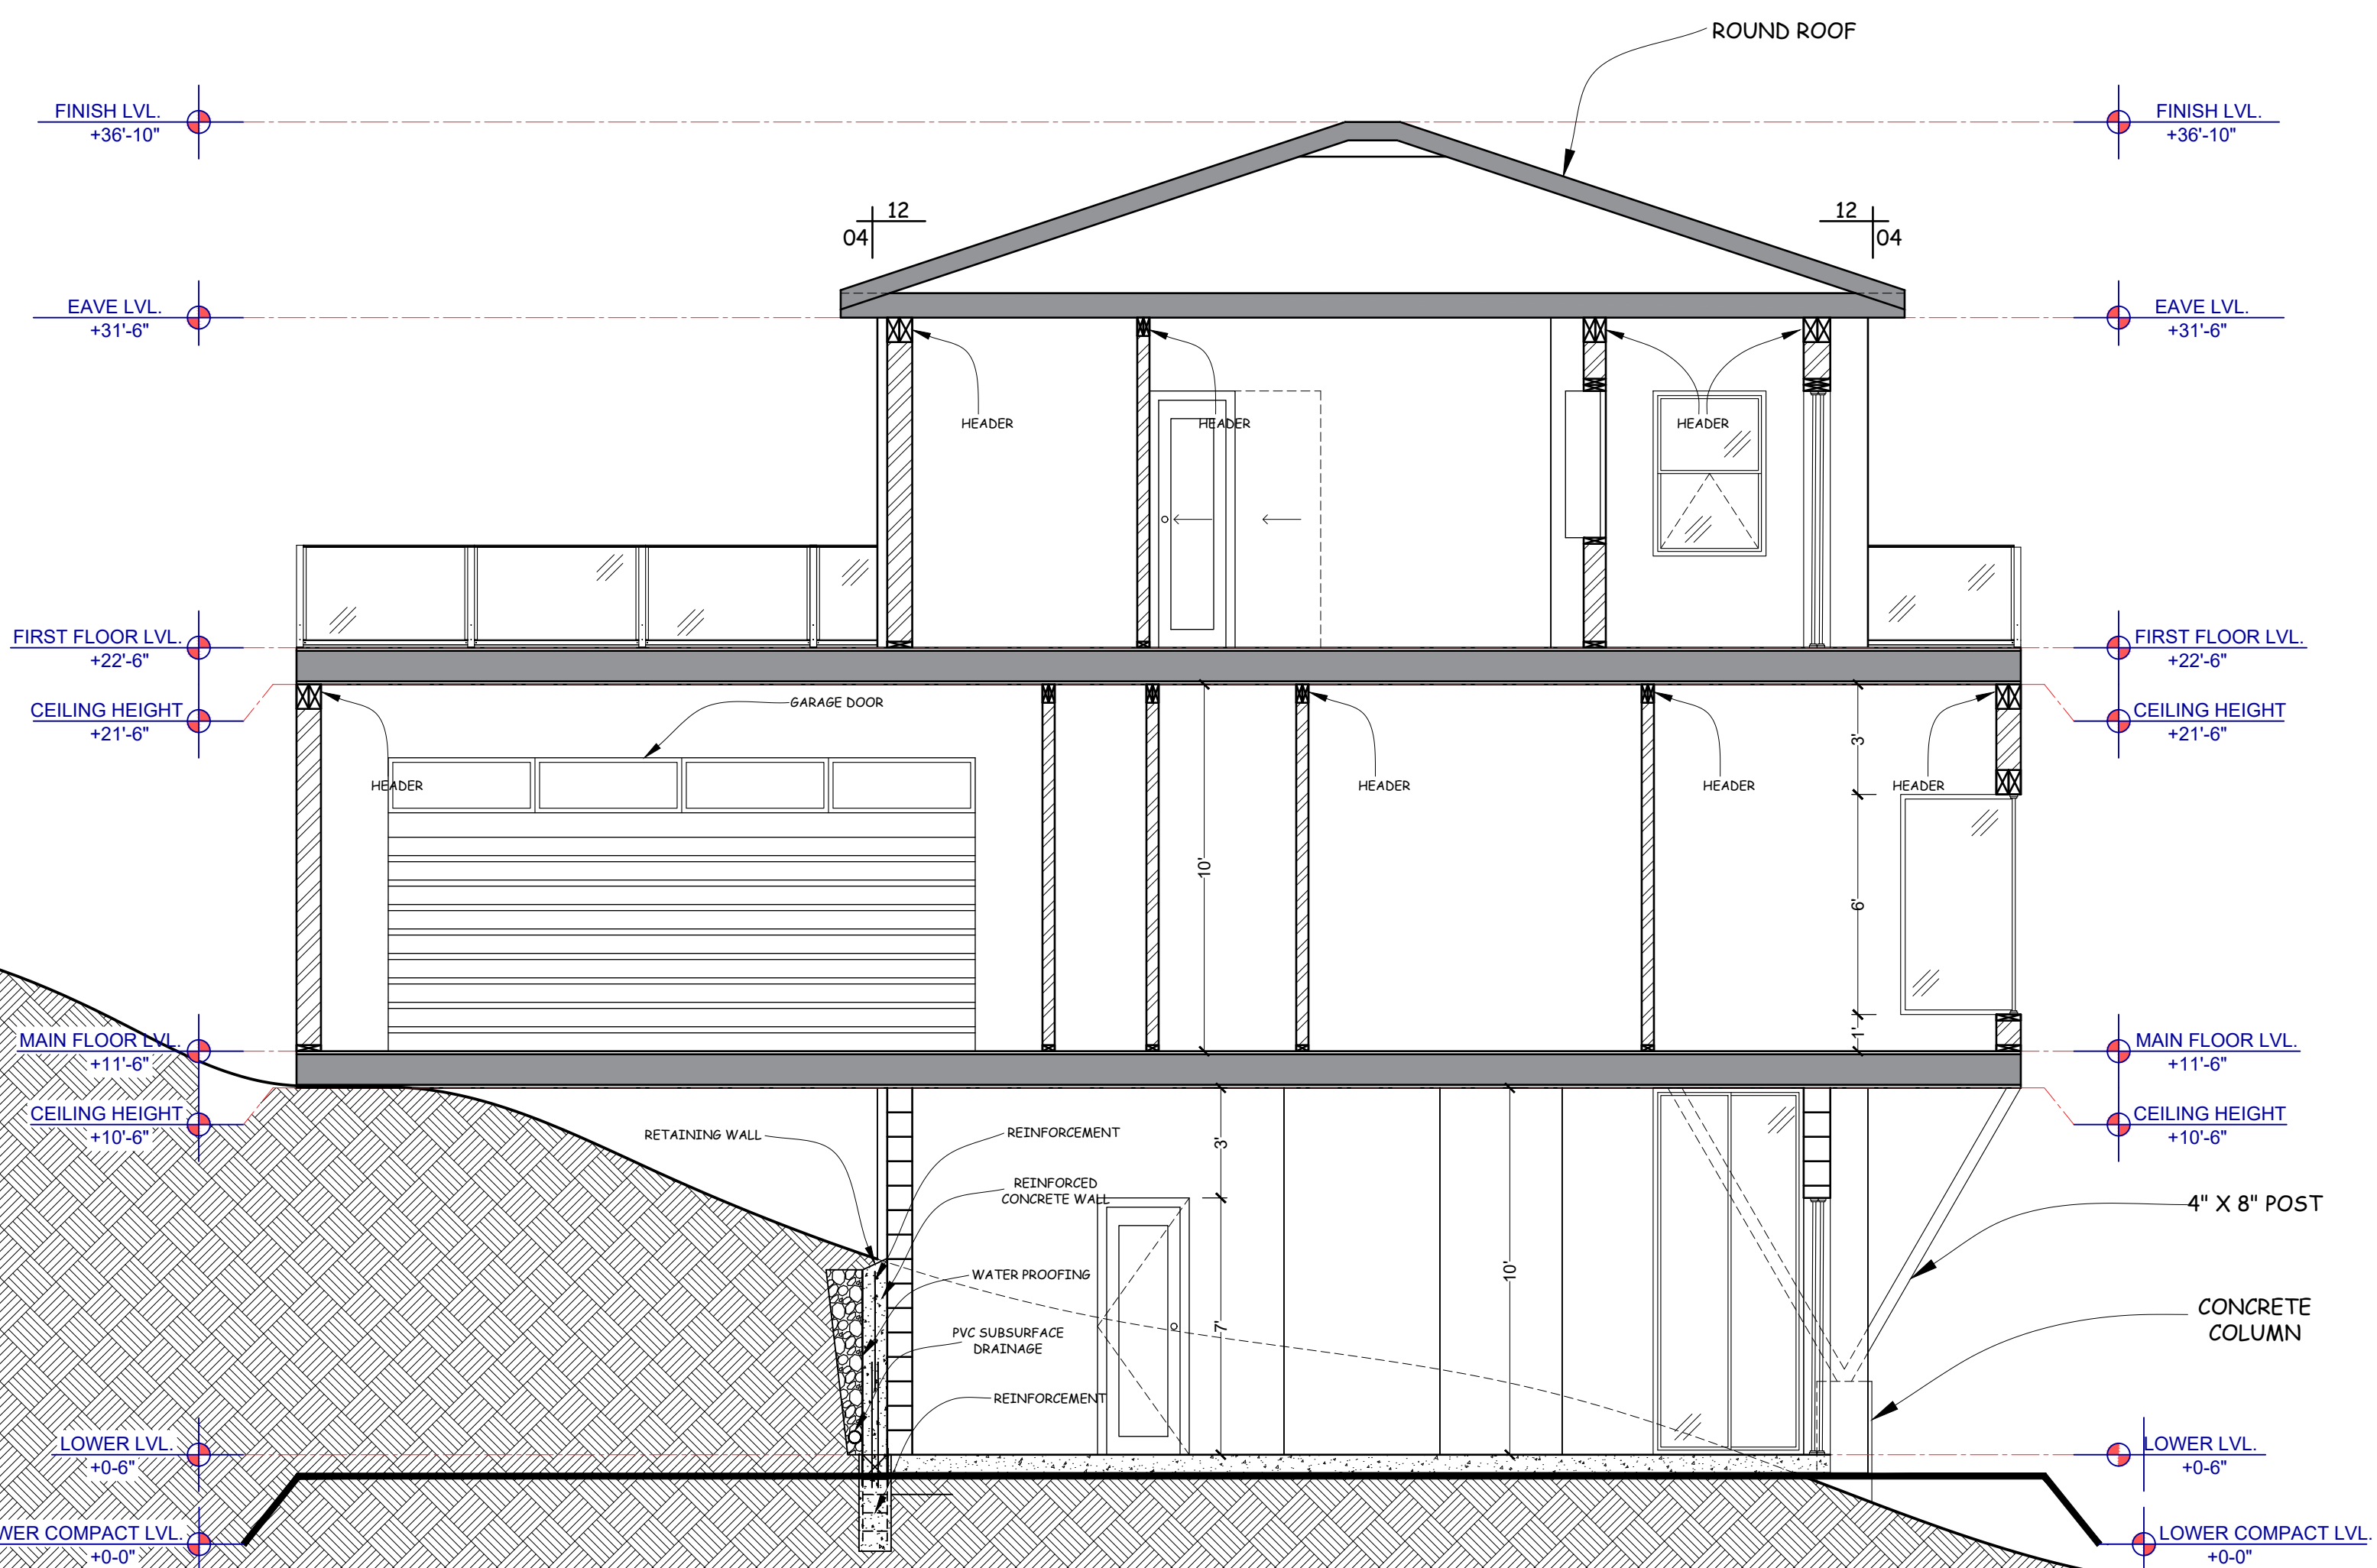 ROUND ROOF
FINISH LVL.
+36'-10"
FINISH LVL.
+36'-10"
12
04
12
04
EAVE LVL.
+31'-6"
EAVE LVL.
+31'-6"
HEADER
HEADER
HEADER
FIRST FLOOR LVL.
+22'-6"
FIRST FLOOR LVL.
+22'-6"
CEILING HEIGHT
+21'-6"
GARAGE DOOR
3'
CEILING HEIGHT
+21'-6"
HEADER
HEADER
HEADER
HEADER
10'
6'
1'
MAIN FLOOR LVL.
+11'-6"
MAIN FLOOR LVL.
+11'-6"
CEILING HEIGHT
+10'-6"
CEILING HEIGHT
+10'-6"
RETAINING WALL
REINFORCEMENT
3'
REINFORCED
CONCRETE WALL
4" X 8" POST
WATER PROOFING
10'
7'
PVC SUBSURFACE
DRAINAGE
CONCRETE
COLUMN
REINFORCEMENT
LOWER LVL.
+0-6"
LOWER LVL.
+0-6"
WER COMPACT LVL.
+0-0"
LOWER COMPACT LVL.
+0-0"